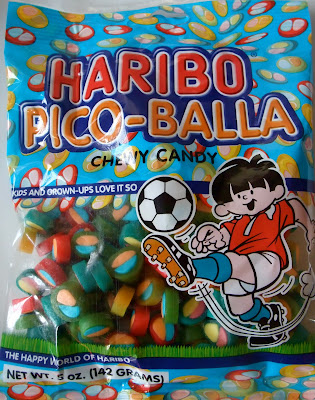 HARIBO
PICO-BALLA
CHEWY CANDY
KIDS AND GROWN-UPS LOVE IT SO
THE HAPPY WORLD OF HARIBO
NET WT. 5 oz. (142 GRAMS)